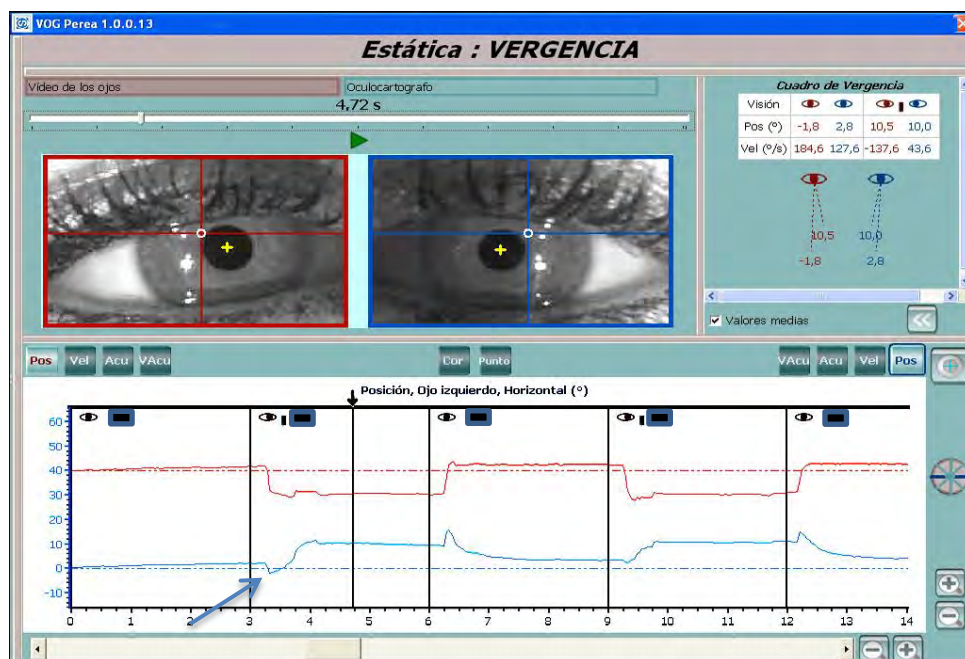 VOG Perea 1.0.0.13
Estática : VERGENCIA
Vídeo de los ojos
Oculocartografo
4,72 s
Cuadro de Vergencia
Visión
Pos (º) -1,8 2,8 10,5 10,0
Vel (º/s) 184,6 127,6 -137,6 43,6
10,5 10,0
-1,8 2,8
Valores medias
Pos Vel Acu VAcu Cor Punto VAcu Acu Vel Pos
Posición, Ojo izquierdo, Horizontal (º)
60
50
40
30
20
10
0
-10
0 1 2 3 4 5 6 7 8 9 10 11 12 13 14